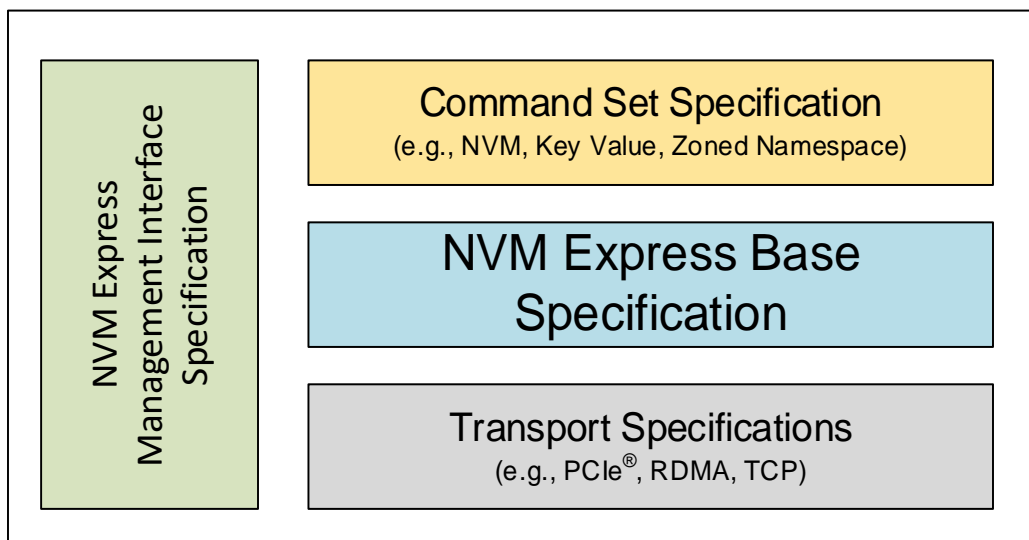 NVM Express
Management Interface
Specification
Command Set Specification
(e.g., NVM, Key Value, Zoned Namespace)
NVM Express Base
Specification
Transport Specifications
(e.g., PCIe®, RDMA, TCP)